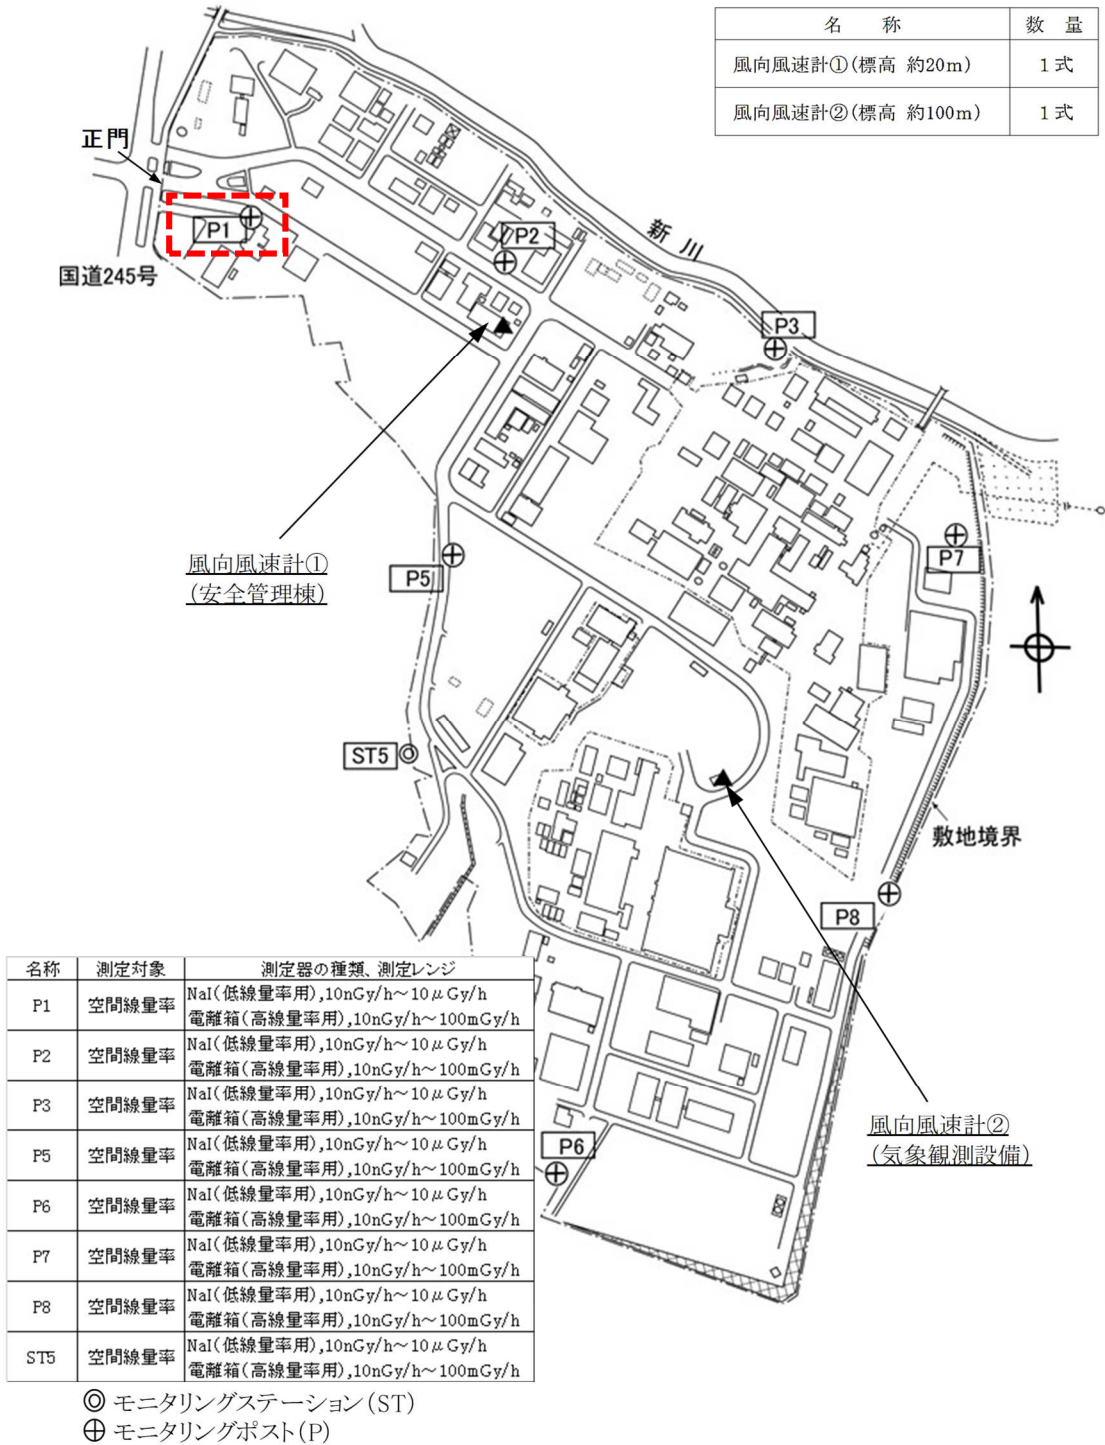 名 称 数 量
風向風速計①(標高 約20m) 1式
風向風速計②(標高 約100m) 1式
正門
P1
国道245号
P2
新川
P3
風向風速計①
(安全管理棟)
P5
P7
ST5
敷地境界
P8
風向風速計②
(気象観測設備)
P6
名称 測定対象 測定器の種類、測定レンジ
P1 空間線量率 NaI(低線量率用),10nGy/h～10μGy/h
電離箱(高線量率用),10nGy/h～100mGy/h
P2 空間線量率 NaI(低線量率用),10nGy/h～10μGy/h
電離箱(高線量率用),10nGy/h～100mGy/h
P3 空間線量率 NaI(低線量率用),10nGy/h～10μGy/h
電離箱(高線量率用),10nGy/h～100mGy/h
P5 空間線量率 NaI(低線量率用),10nGy/h～10μGy/h
電離箱(高線量率用),10nGy/h～100mGy/h
P6 空間線量率 NaI(低線量率用),10nGy/h～10μGy/h
電離箱(高線量率用),10nGy/h～100mGy/h
P7 空間線量率 NaI(低線量率用),10nGy/h～10μGy/h
電離箱(高線量率用),10nGy/h～100mGy/h
P8 空間線量率 NaI(低線量率用),10nGy/h～10μGy/h
電離箱(高線量率用),10nGy/h～100mGy/h
ST5 空間線量率 NaI(低線量率用),10nGy/h～10μGy/h
電離箱(高線量率用),10nGy/h～100mGy/h
◎ モニタリングステーション(ST)
⊕ モニタリングポスト(P)